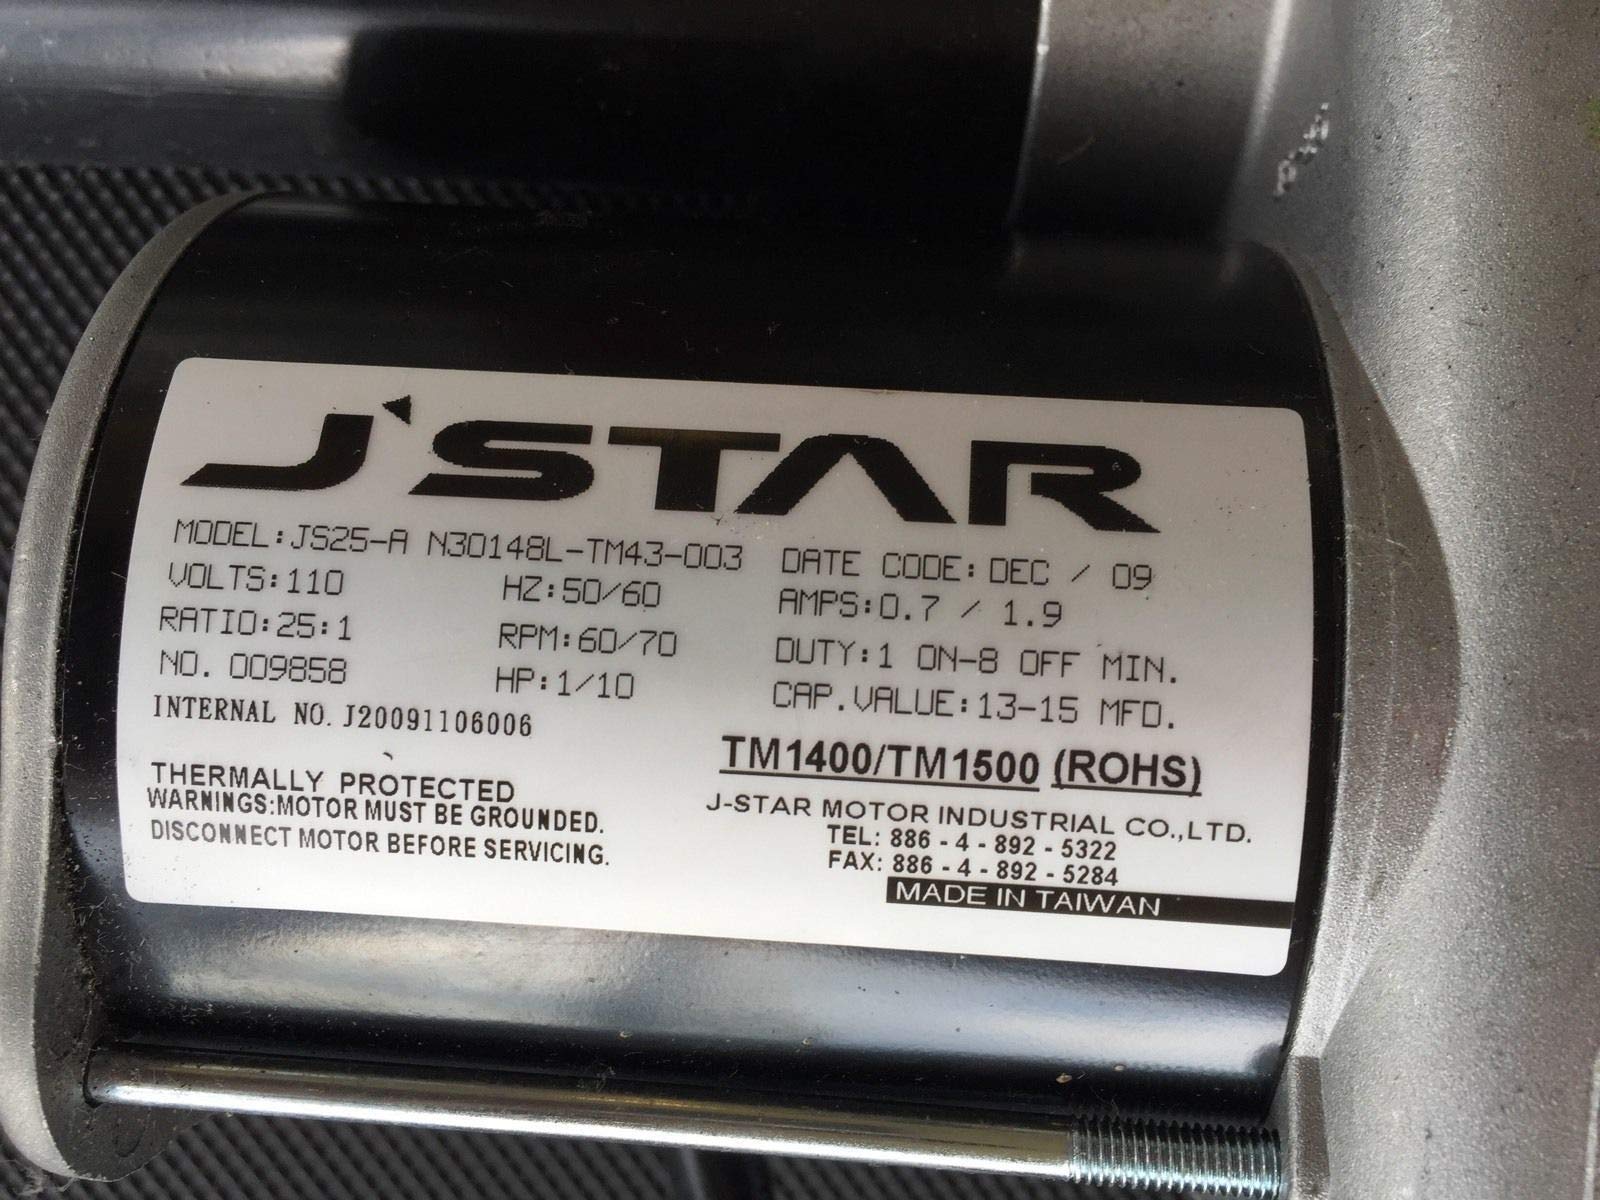 J'STAR
MODEL:JS25-A N30148L-TM43-003 DATE CODE:DEC / 09
VOLTS:110 HZ:50/60 AMPS:0.7 / 1.9
RATIO:25:1 RPM:60/70 DUTY:1 ON-8 OFF MIN.
NO. 009858 HP:1/10 CAP.VALUE:13-15 MFD.
INTERNAL NO. J20091106006
TM1400/TM1500 (ROHS)
THERMALLY PROTECTED
WARNINGS:MOTOR MUST BE GROUNDED.
DISCONNECT MOTOR BEFORE SERVICING.
J-STAR MOTOR INDUSTRIAL CO.,LTD.
TEL: 886 - 4 - 892 - 5322
FAX: 886 - 4 - 892 - 5284
MADE IN TAIWAN